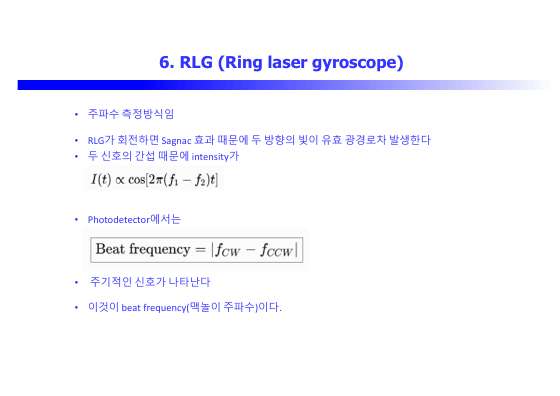 6. RLG (Ring laser gyroscope)
• 주파수 측정방식임
• RLG가 회전하면 Sagnac 효과 때문에 두 방향의 빛이 유효 광경로차 발생한다
• 두 신호의 간섭 때문에 intensity가
I(t) ∝ cos[2π(f₁ − f₂)t]
• Photodetector에서는
Beat frequency = |f_CW − f_CCW|
• 주기적인 신호가 나타난다
• 이것이 beat frequency(맥놀이 주파수)이다.